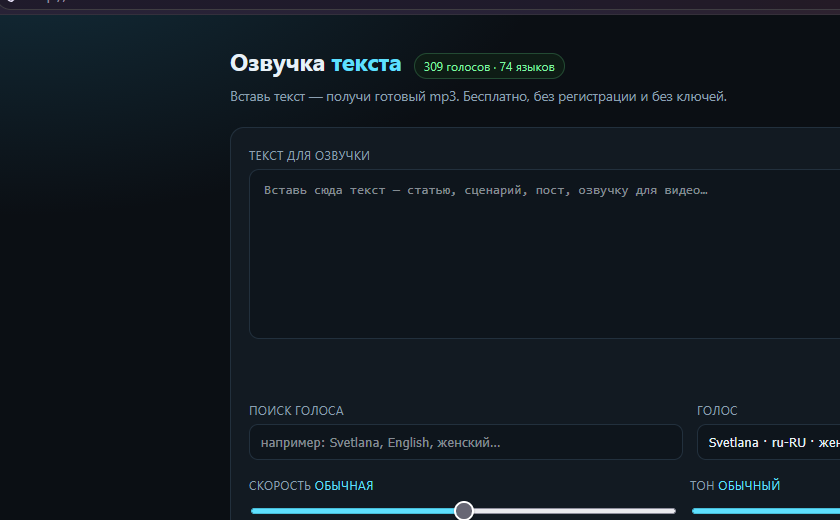 Озвучка текста 309 голосов · 74 языков
Вставь текст — получи готовый mp3. Бесплатно, без регистрации и без ключей.
ТЕКСТ ДЛЯ ОЗВУЧКИ
Вставь сюда текст — статью, сценарий, пост, озвучку для видео…
ПОИСК ГОЛОСА
ГОЛОС
например: Svetlana, English, женский...
Svetlana · ru-RU · жен
СКОРОСТЬ ОБЫЧНАЯ
ТОН ОБЫЧНЫЙ